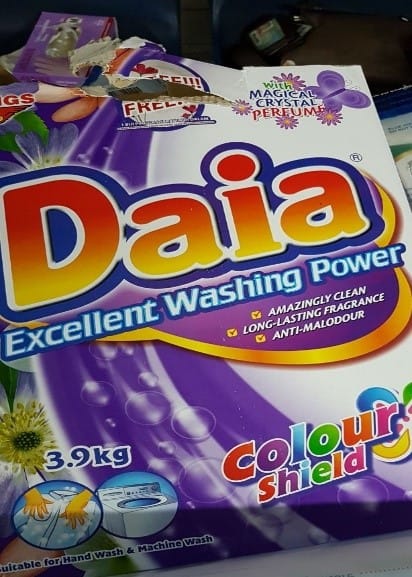 With
MAGICAL
CRYSTAL
PERFUME
FREE!!
Daia
®
Excellent Washing Power
AMAZINGLY CLEAN
LONG-LASTING FRAGRANCE
ANTI-MALODOUR
3.9kg
Colour
Shield
Suitable for Hand Wash & Machine Wash